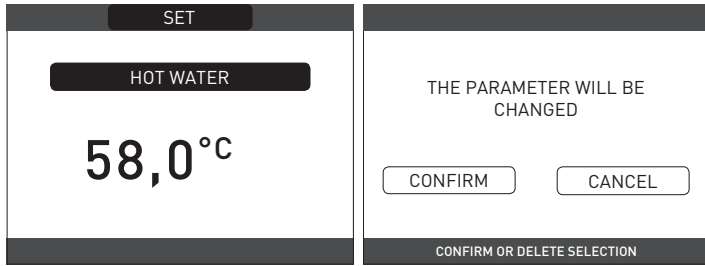 SET
HOT WATER
58,0°C
THE PARAMETER WILL BE
CHANGED
CONFIRM CANCEL
CONFIRM OR DELETE SELECTION